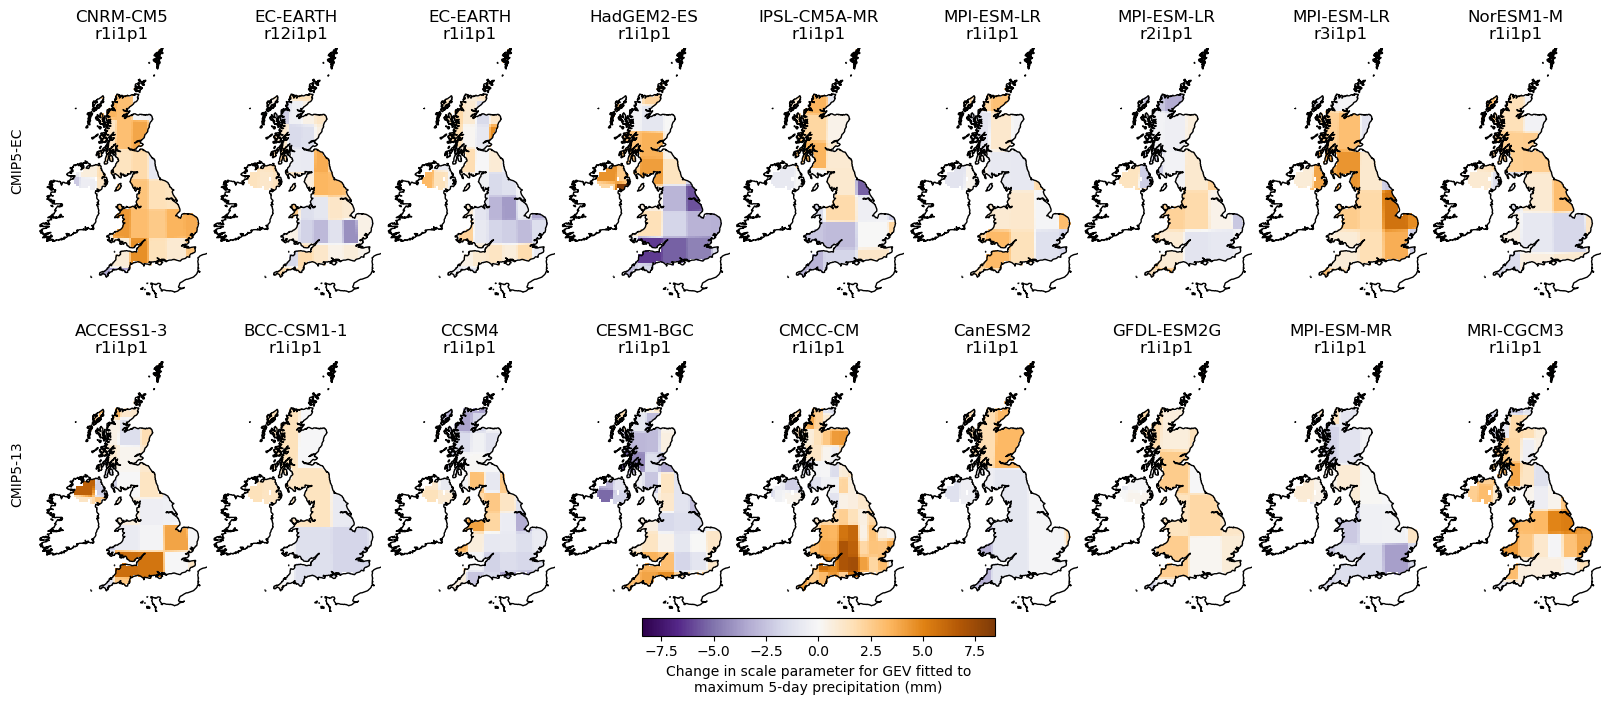 CNRM-CM5
r1i1p1
EC-EARTH
r12i1p1
EC-EARTH
r1i1p1
HadGEM2-ES
r1i1p1
IPSL-CM5A-MR
r1i1p1
MPI-ESM-LR
r1i1p1
MPI-ESM-LR
r2i1p1
MPI-ESM-LR
r3i1p1
NorESM1-M
r1i1p1
CMIP5-EC
ACCESS1-3
r1i1p1
BCC-CSM1-1
r1i1p1
CCSM4
r1i1p1
CESM1-BGC
r1i1p1
CMCC-CM
r1i1p1
CanESM2
r1i1p1
GFDL-ESM2G
r1i1p1
MPI-ESM-MR
r1i1p1
MRI-CGCM3
r1i1p1
CMIP5-13
−7.5 −5.0 −2.5 0.0 2.5 5.0 7.5
Change in scale parameter for GEV fitted to
maximum 5-day precipitation (mm)